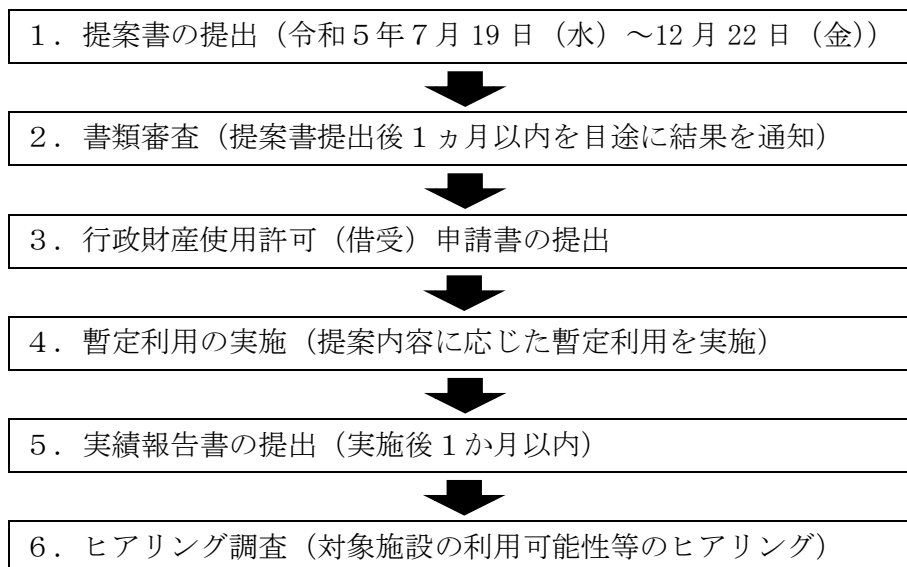 １．提案書の提出（令和５年７月 19 日（水）～12 月 22 日（金））
２．書類審査（提案書提出後１ヵ月以内を目途に結果を通知）
３．行政財産使用許可（借受）申請書の提出
４．暫定利用の実施（提案内容に応じた暫定利用を実施）
５．実績報告書の提出（実施後１か月以内）
６．ヒアリング調査（対象施設の利用可能性等のヒアリング）